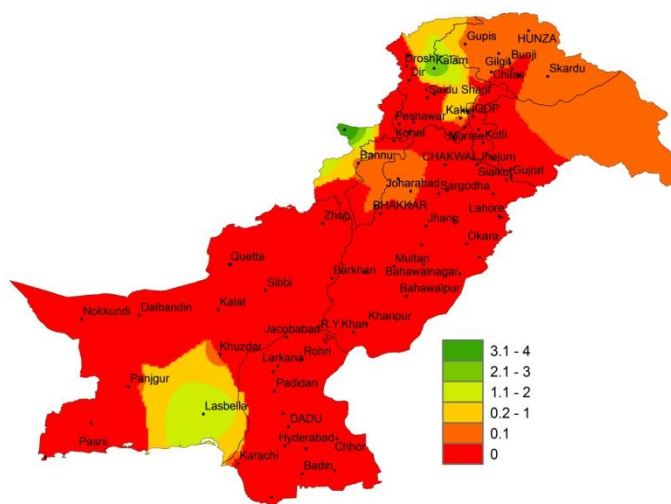 Gupis
HUNZA
Drosh
Kalam
Gilgit
Bunji
Dir
Chilas
Skardu
Saidu Sharif
Kakul
Peshawar
Kohat
Murree
Kotli
Bannu
CHAKWAL
Jhelum
Sialkot
Gujrat
Joharabad
Sargodha
BHAKKAR
Lahore
Zhob
Jhang
Okara
Quetta
Multan
Barkhan
Bahawalnagar
Sibbi
Bahawalpur
Nokkundi
Dalbandin
Kalat
Khanpur
R.Y.Khan
Jacobabad
Khuzdar
Rohri
Larkana
Panjgur
Padidan
Lasbella
DADU
Pasni
Hyderabad
Chhor
Karachi
Badin
3.1 - 4
2.1 - 3
1.1 - 2
0.2 - 1
0.1
0